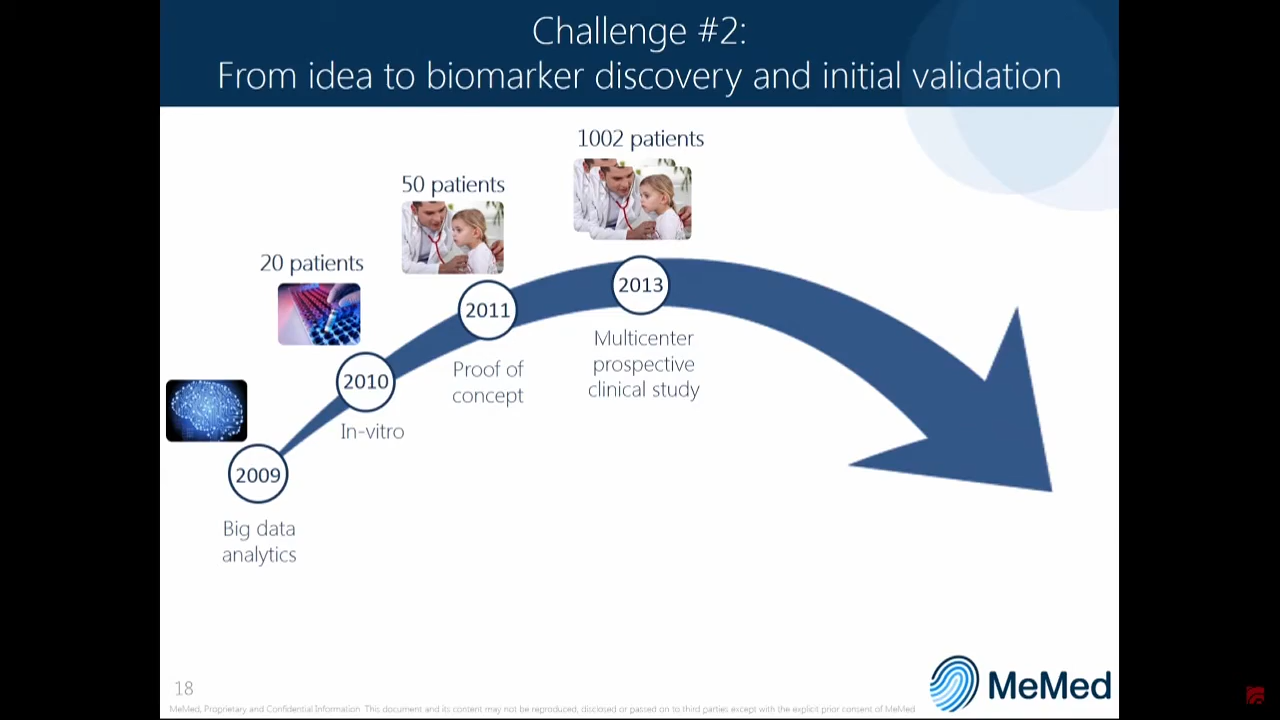 Challenge #2:
From idea to biomarker discovery and initial validation
1002 patients
50 patients
20 patients
2013
2011
Multicenter
prospective
clinical study
Proof of
concept
2010
In-vitro
2009
Big data
analytics
18
MeMed
MeMed, Proprietary and Confidential Information. This document and its content may not be reproduced, disclosed or passed on to third parties except with the explicit prior consent of MeMed